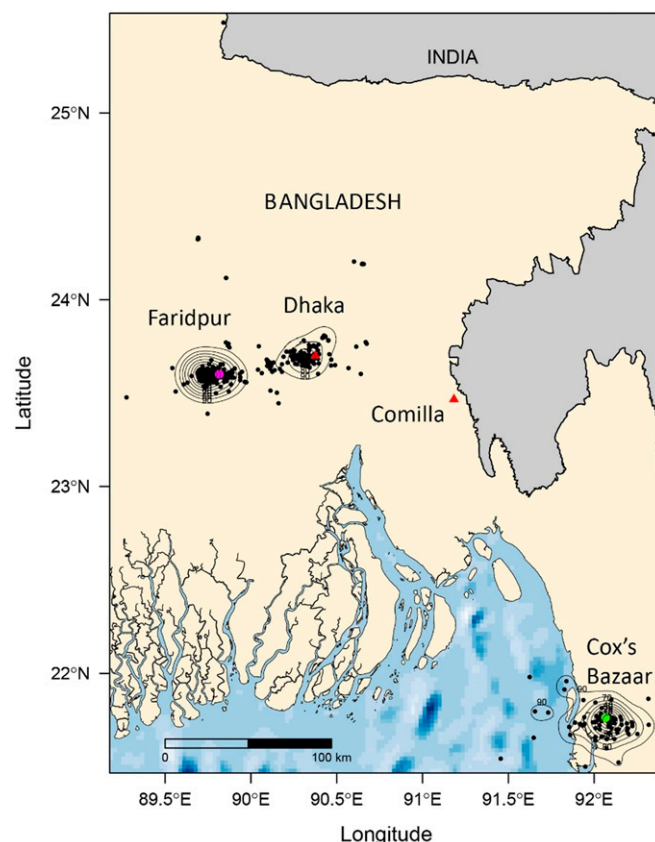 INDIA
25°N
BANGLADESH
24°N
Faridpur
Dhaka
Latitude
Comilla
23°N
Cox's
Bazaar
22°N
90
0
100 km
89.5°E
90°E
90.5°E
91°E
91.5°E
92°E
Longitude